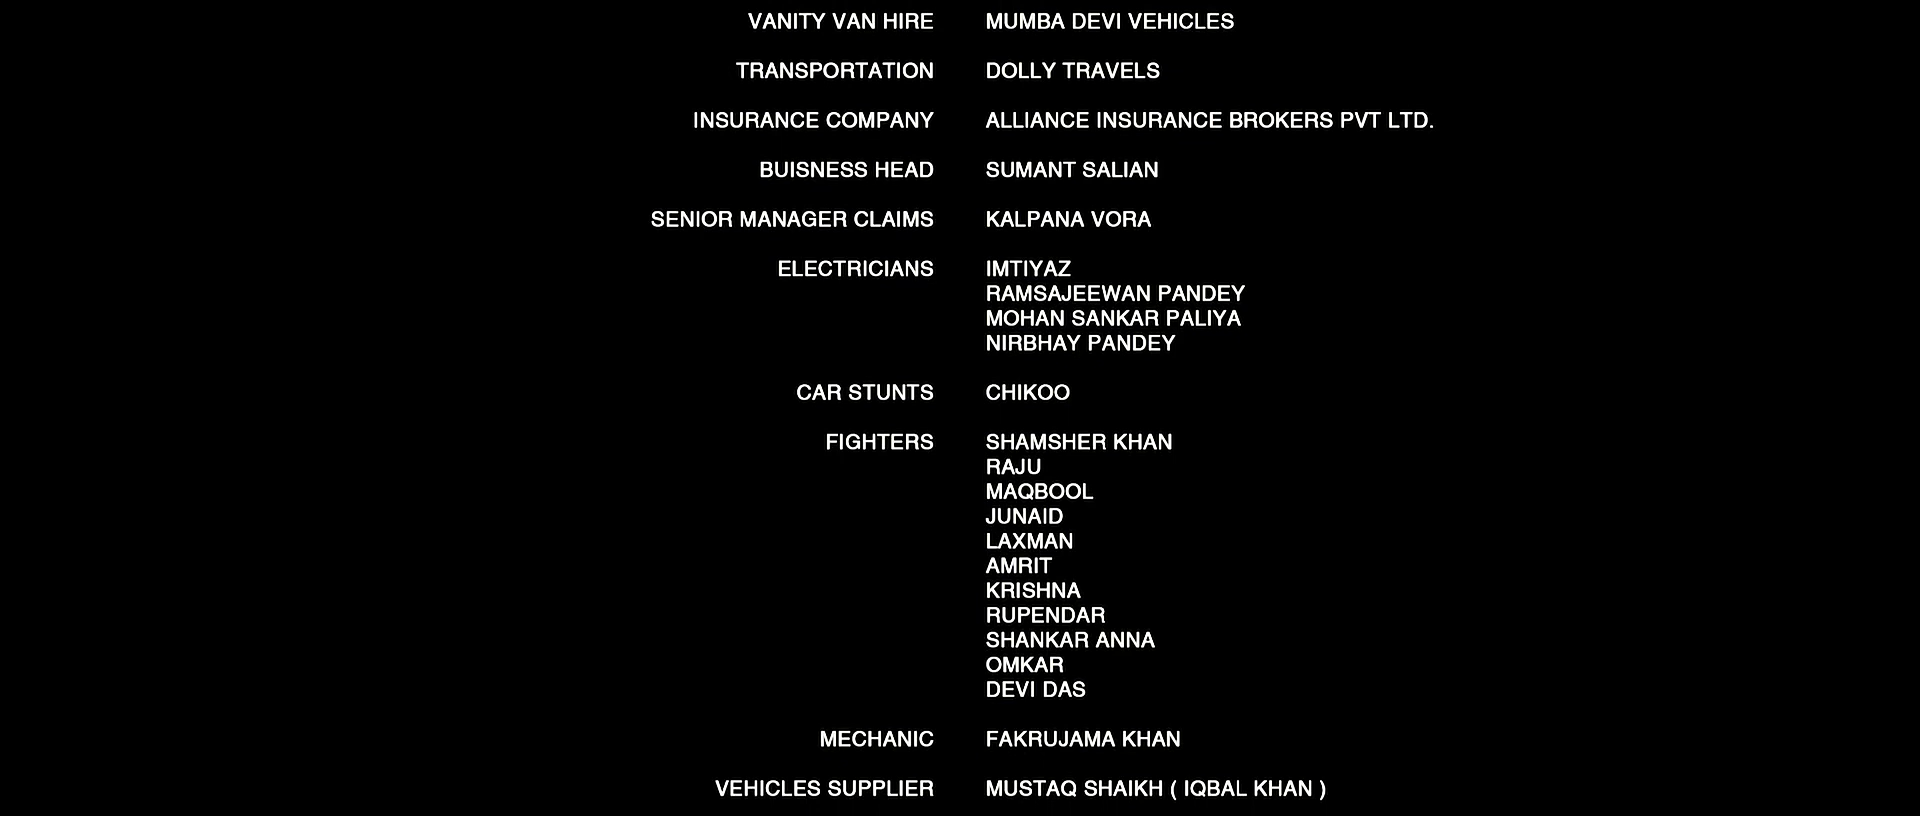 VANITY VAN HIRE MUMBA DEVI VEHICLES
TRANSPORTATION DOLLY TRAVELS
INSURANCE COMPANY ALLIANCE INSURANCE BROKERS PVT LTD.
BUISNESS HEAD SUMANT SALIAN
SENIOR MANAGER CLAIMS KALPANA VORA
ELECTRICIANS IMTIYAZ
RAMSAJEEWAN PANDEY
MOHAN SANKAR PALIYA
NIRBHAY PANDEY
CAR STUNTS CHIKOO
FIGHTERS SHAMSHER KHAN
RAJU
MAQBOOL
JUNAID
LAXMAN
AMRIT
KRISHNA
RUPENDAR
SHANKAR ANNA
OMKAR
DEVI DAS
MECHANIC FAKRUJAMA KHAN
VEHICLES SUPPLIER MUSTAQ SHAIKH ( IQBAL KHAN )